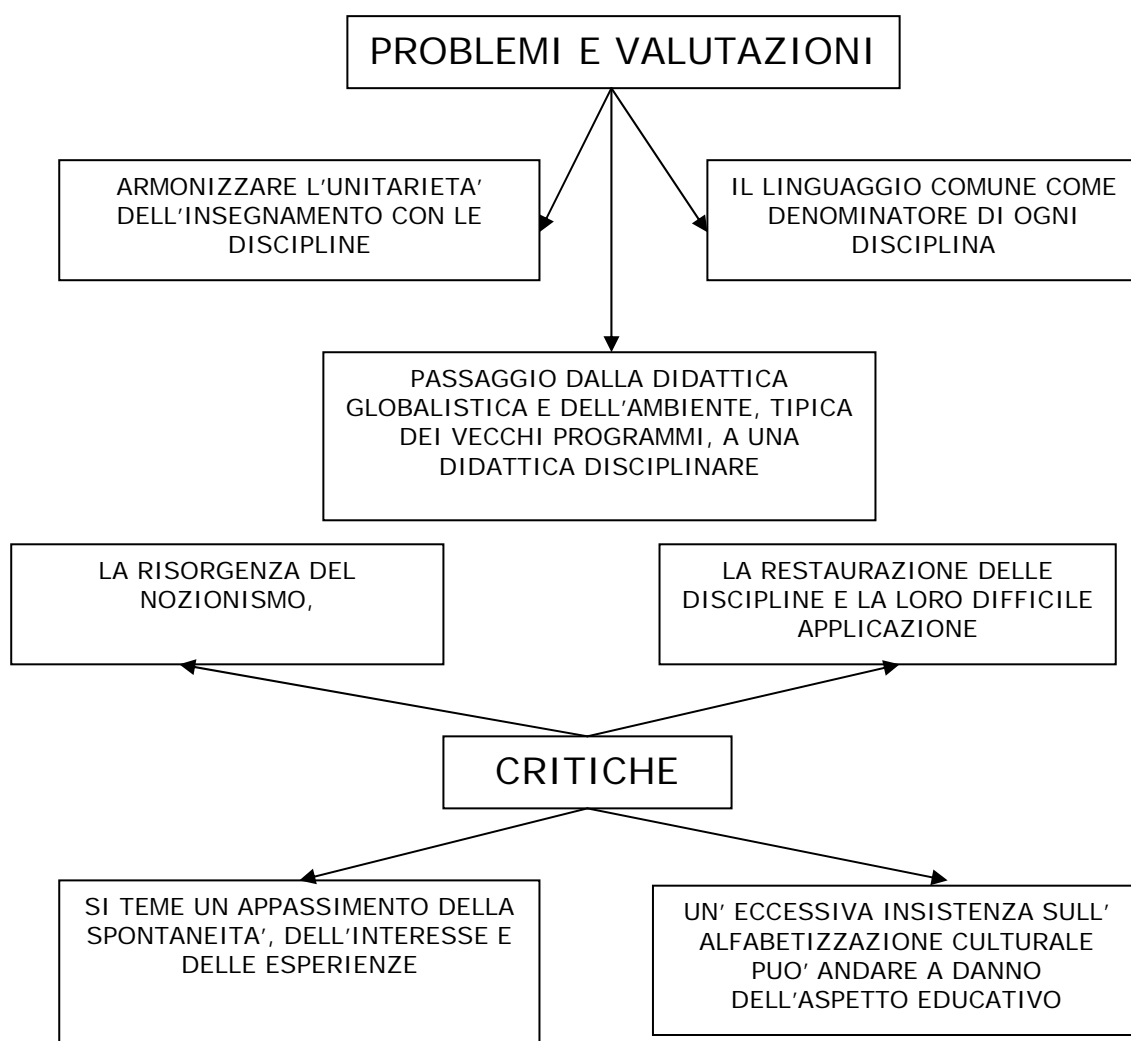 PROBLEMI E VALUTAZIONI
ARMONIZZARE L'UNITARIETA'
DELL'INSEGNAMENTO CON LE
DISCIPLINE
IL LINGUAGGIO COMUNE COME
DENOMINATORE DI OGNI
DISCIPLINA
PASSAGGIO DALLA DIDATTICA
GLOBALISTICA E DELL'AMBIENTE, TIPICA
DEI VECCHI PROGRAMMI, A UNA
DIDATTICA DISCIPLINARE
LA RISORGENZA DEL
NOZIONISMO,
LA RESTAURAZIONE DELLE
DISCIPLINE E LA LORO DIFFICILE
APPLICAZIONE
CRITICHE
SI TEME UN APPASSIMENTO DELLA
SPONTANEITA', DELL'INTERESSE E
DELLE ESPERIENZE
UN' ECCESSIVA INSISTENZA SULL'
ALFABETIZZAZIONE CULTURALE
PUO' ANDARE A DANNO
DELL'ASPETTO EDUCATIVO